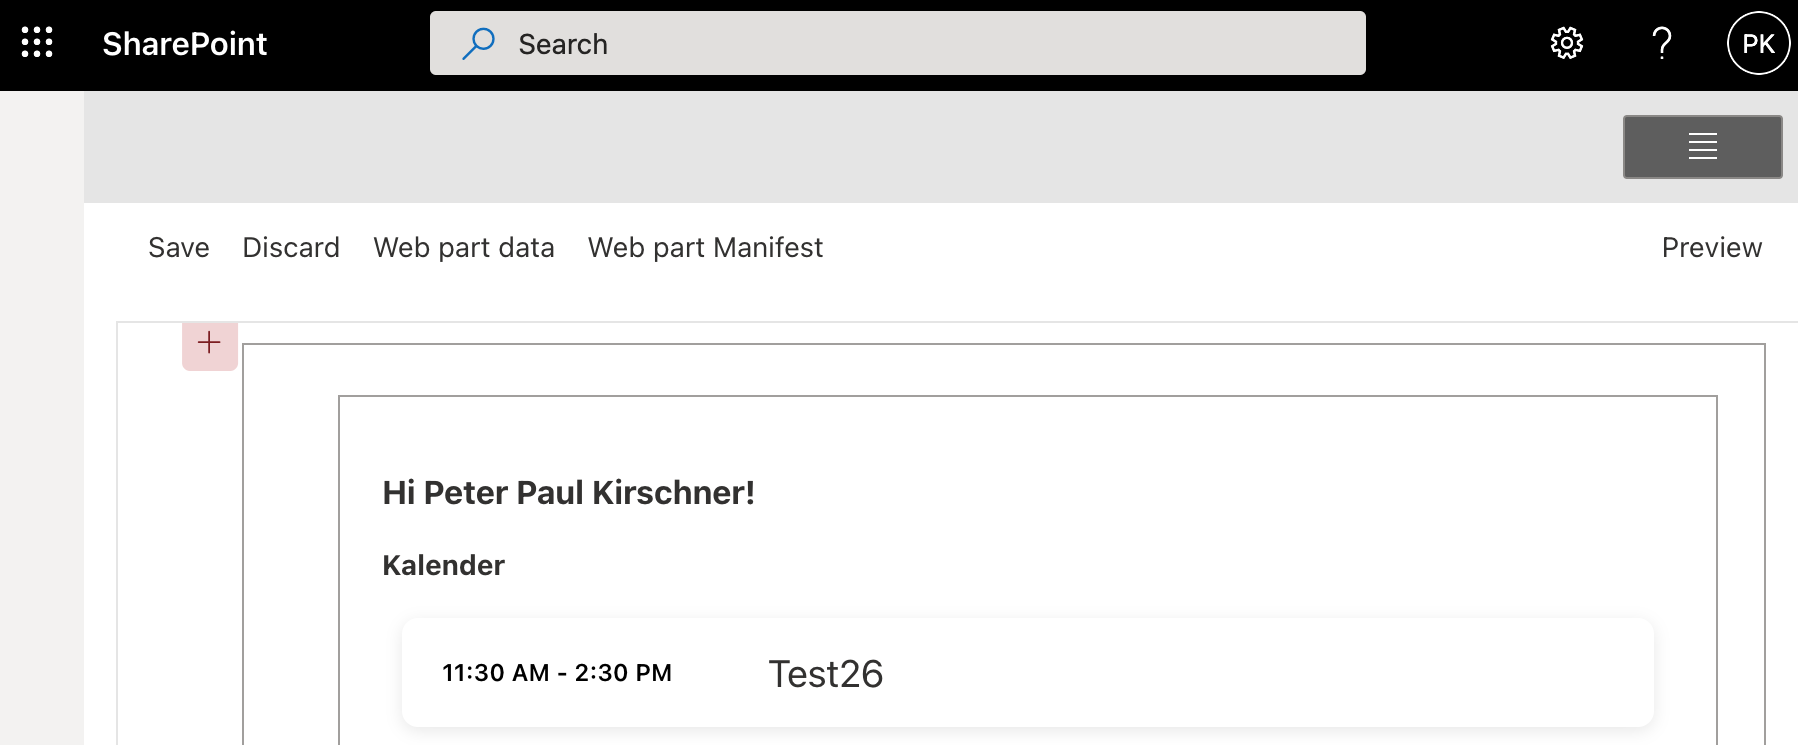 SharePoint
Search
PK
Save Discard Web part data Web part Manifest Preview
Hi Peter Paul Kirschner!
Kalender
11:30 AM - 2:30 PM Test26